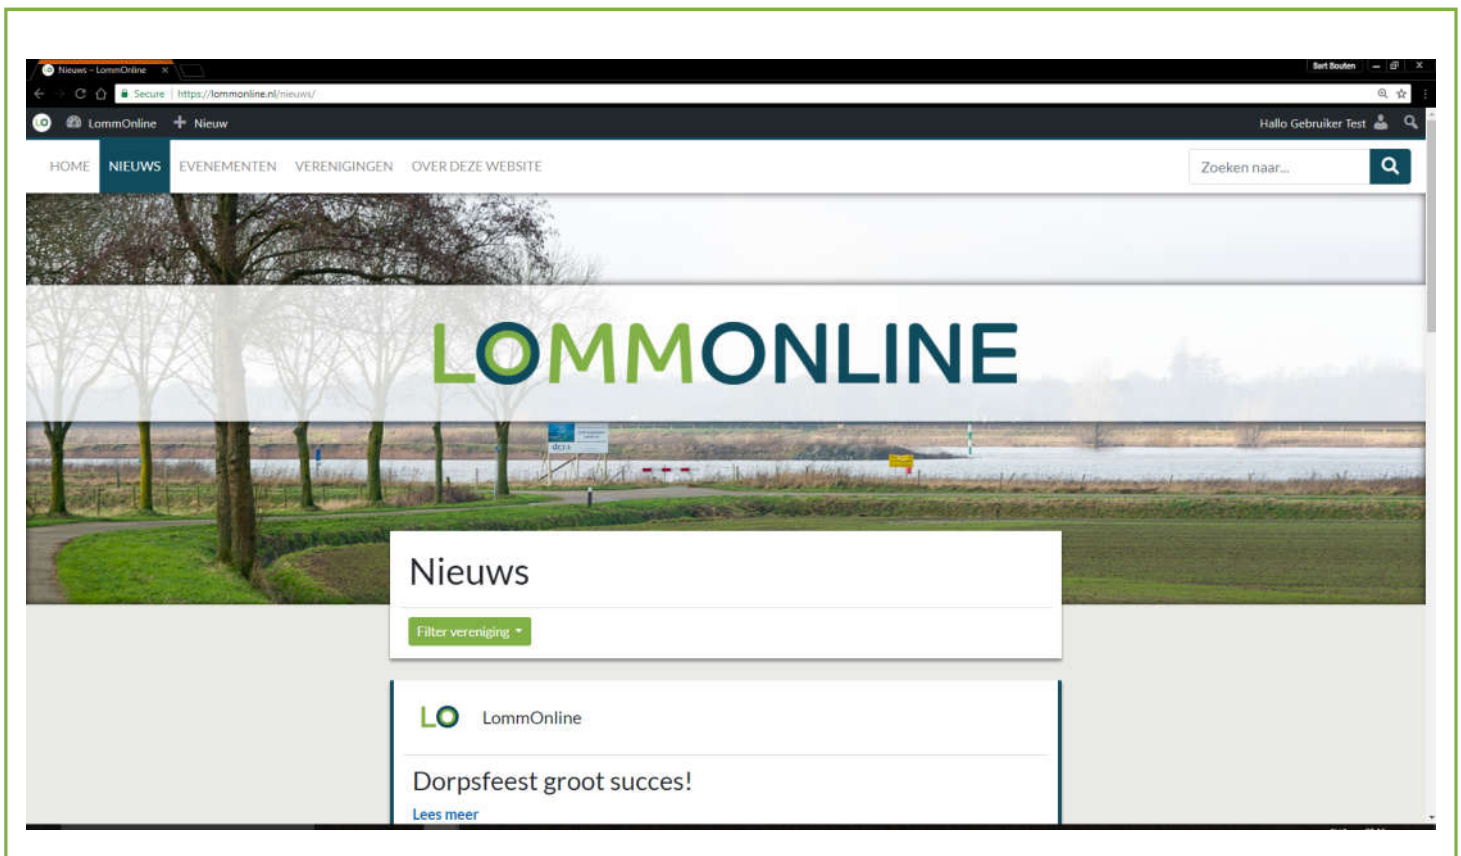 Nieuws – LommOnline
Bart Bouten
Secure https://lommonline.nl/nieuws/
LommOnline Nieuw
Hallo Gebruiker Test
HOME NIEUWS EVENEMENTEN VERENIGINGEN OVER DEZE WEBSITE
Zoeken naar...
LOMMONLINE
Nieuws
Filter vereniging
LO LommOnline
Dorpsfeest groot succes!
Lees meer